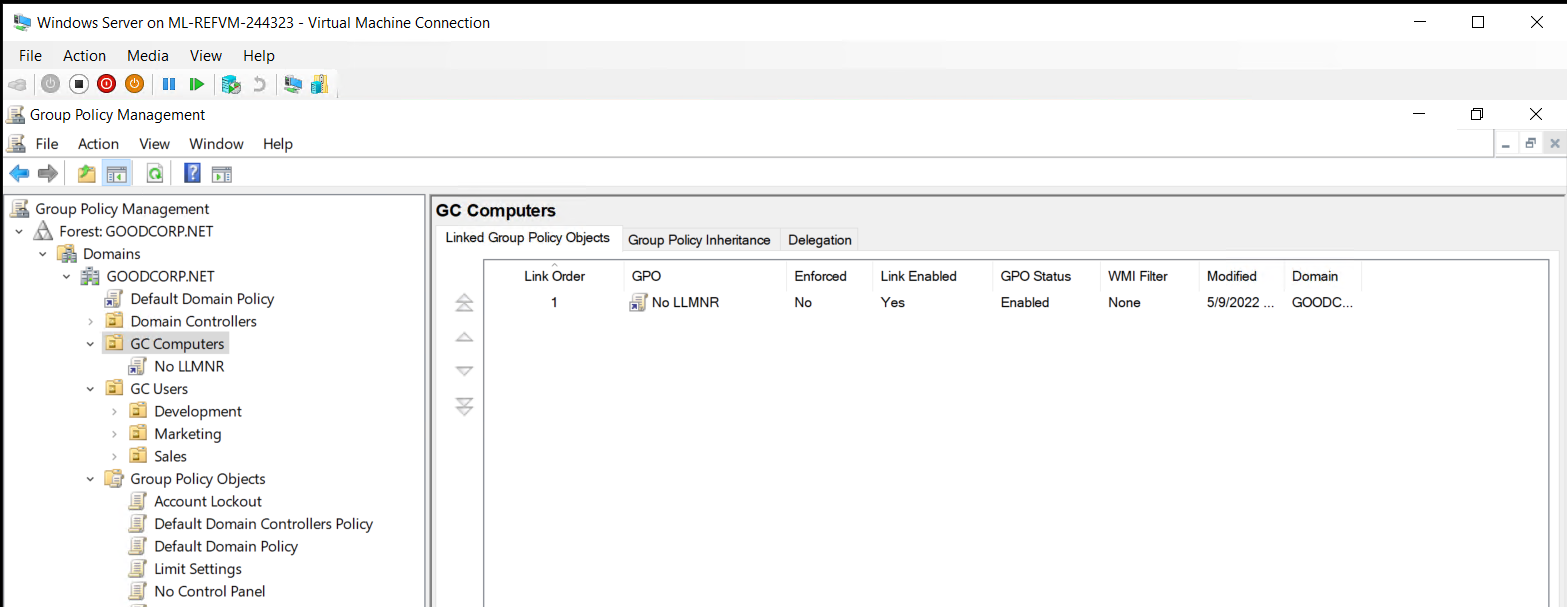 Windows Server on ML-REFVM-244323 - Virtual Machine Connection
File Action Media View Help
Group Policy Management
File Action View Window Help
Group Policy Management
Forest: GOODCORP.NET
Domains
GOODCORP.NET
Default Domain Policy
Domain Controllers
GC Computers
No LLMNR
GC Users
Development
Marketing
Sales
Group Policy Objects
Account Lockout
Default Domain Controllers Policy
Default Domain Policy
Limit Settings
No Control Panel
GC Computers
Linked Group Policy Objects Group Policy Inheritance Delegation
Link Order GPO Enforced Link Enabled GPO Status WMI Filter Modified Domain
1 No LLMNR No Yes Enabled None 5/9/2022 ... GOODC...